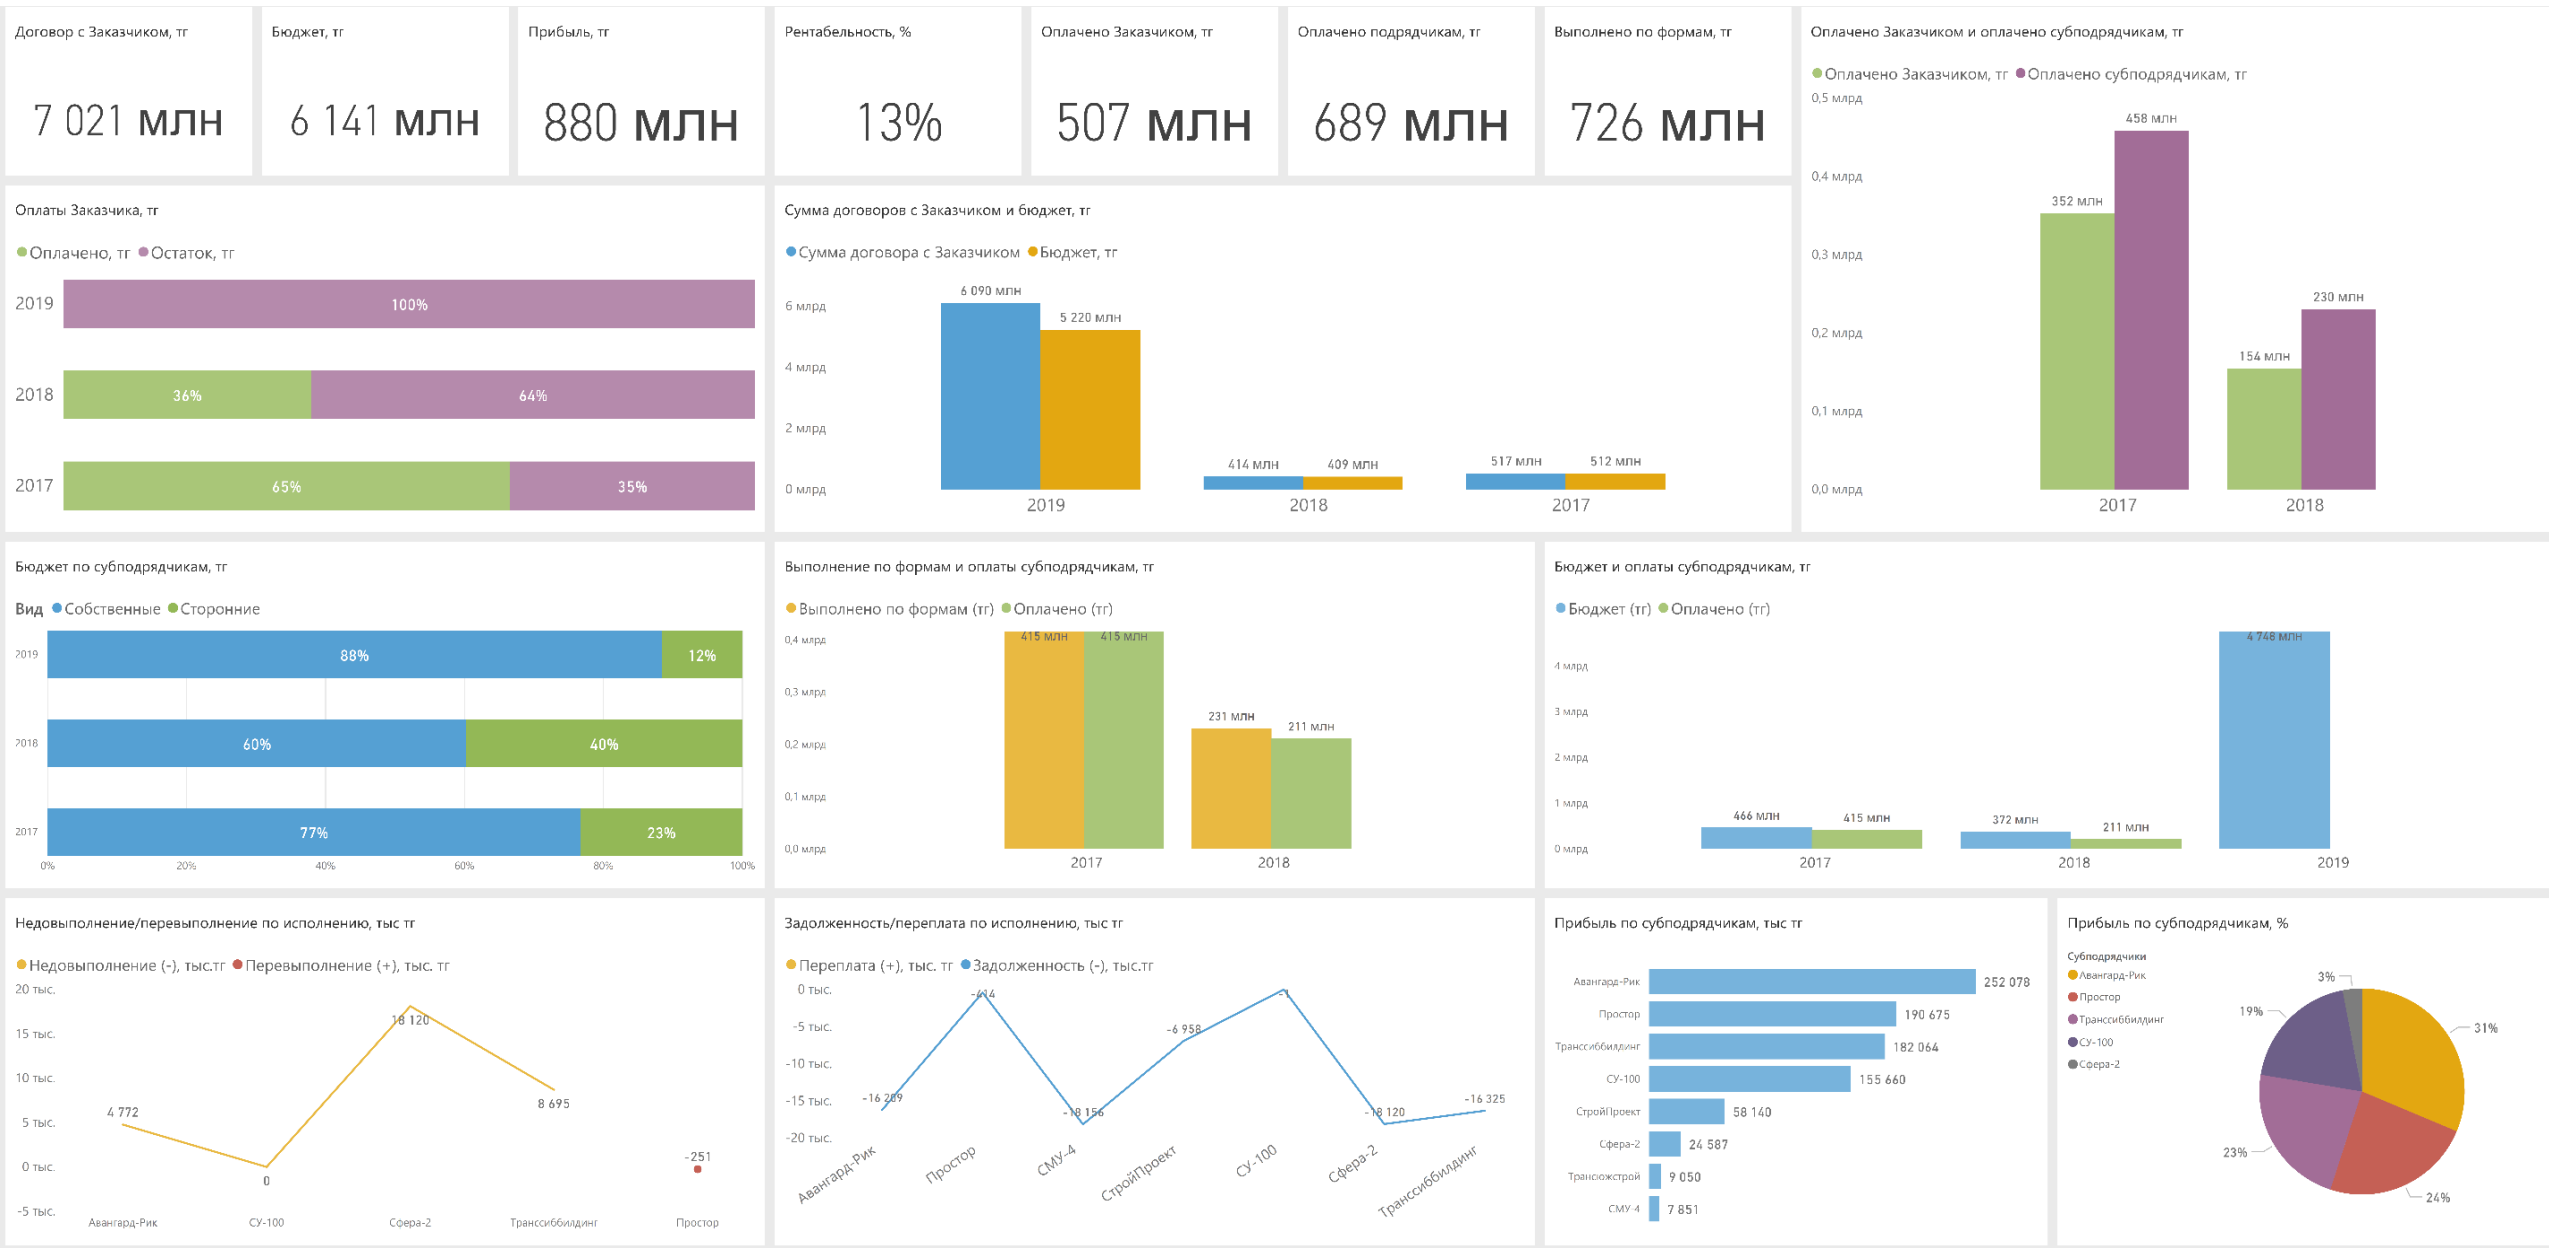 Договор с Заказчиком, тг
7 021 млн
Бюджет, тг
6 141 млн
Прибыль, тг
880 млн
Рентабельность, %
13%
Оплачено Заказчиком, тг
507 млн
Оплачено подрядчикам, тг
689 млн
Выполнено по формам, тг
726 млн
Оплачено Заказчиком и оплачено субподрядчикам, тг
Оплачено Заказчиком, тг Оплачено субподрядчикам, тг
0,5 млрд
0,4 млрд
0,3 млрд
0,2 млрд
0,1 млрд
0,0 млрд
352 млн
458 млн
154 млн
230 млн
2017
2018
Оплаты Заказчика, тг
Оплачено, тг Остаток, тг
2019
100%
2018
36%
64%
2017
65%
35%
Сумма договоров с Заказчиком и бюджет, тг
Сумма договора с Заказчиком Бюджет, тг
6 млрд
4 млрд
2 млрд
0 млрд
6 090 млн
5 220 млн
414 млн
409 млн
517 млн
512 млн
2019
2018
2017
Бюджет по субподрядчикам, тг
Вид Собственные Сторонние
2019
88%
12%
2018
60%
40%
2017
77%
23%
0%
20%
40%
60%
80%
100%
Выполнение по формам и оплаты субподрядчикам, тг
Выполнено по формам (тг) Оплачено (тг)
0,4 млрд
0,3 млрд
0,2 млрд
0,1 млрд
0,0 млрд
415 млн
415 млн
231 млн
211 млн
2017
2018
Бюджет и оплаты субподрядчикам, тг
Бюджет (тг) Оплачено (тг)
4 млрд
3 млрд
2 млрд
1 млрд
0 млрд
466 млн
415 млн
372 млн
211 млн
4 748 млн
2017
2018
2019
Недовыполнение/перевыполнение по исполнению, тыс тг
Недовыполнение (-), тыс.тг Перевыполнение (+), тыс. тг
20 тыс.
15 тыс.
10 тыс.
5 тыс.
0 тыс.
-5 тыс.
4 772
0
18 120
8 695
-251
Авангард-Рик
СУ-100
Сфера-2
Транссиббилдинг
Простор
Задолженность/переплата по исполнению, тыс тг
Переплата (+), тыс. тг Задолженность (-), тыс.тг
0 тыс.
-5 тыс.
-10 тыс.
-15 тыс.
-20 тыс.
-16 209
-414
-18 156
-6 958
-1
-18 120
-16 325
Авангард-Рик
Простор
СМУ-4
СтройПроект
СУ-100
Сфера-2
Транссиббилдинг
Прибыль по субподрядчикам, тыс тг
Авангард-Рик 252 078
Простор 190 675
Транссиббилдинг 182 064
СУ-100 155 660
СтройПроект 58 140
Сфера-2 24 587
Трансюжстрой 9 050
СМУ 4 7 851
Прибыль по субподрядчикам, %
Субподрядчики
Авангард-Рик
Простор
Транссиббилдинг
СУ-100
Сфера-2
3%
31%
19%
23%
24%